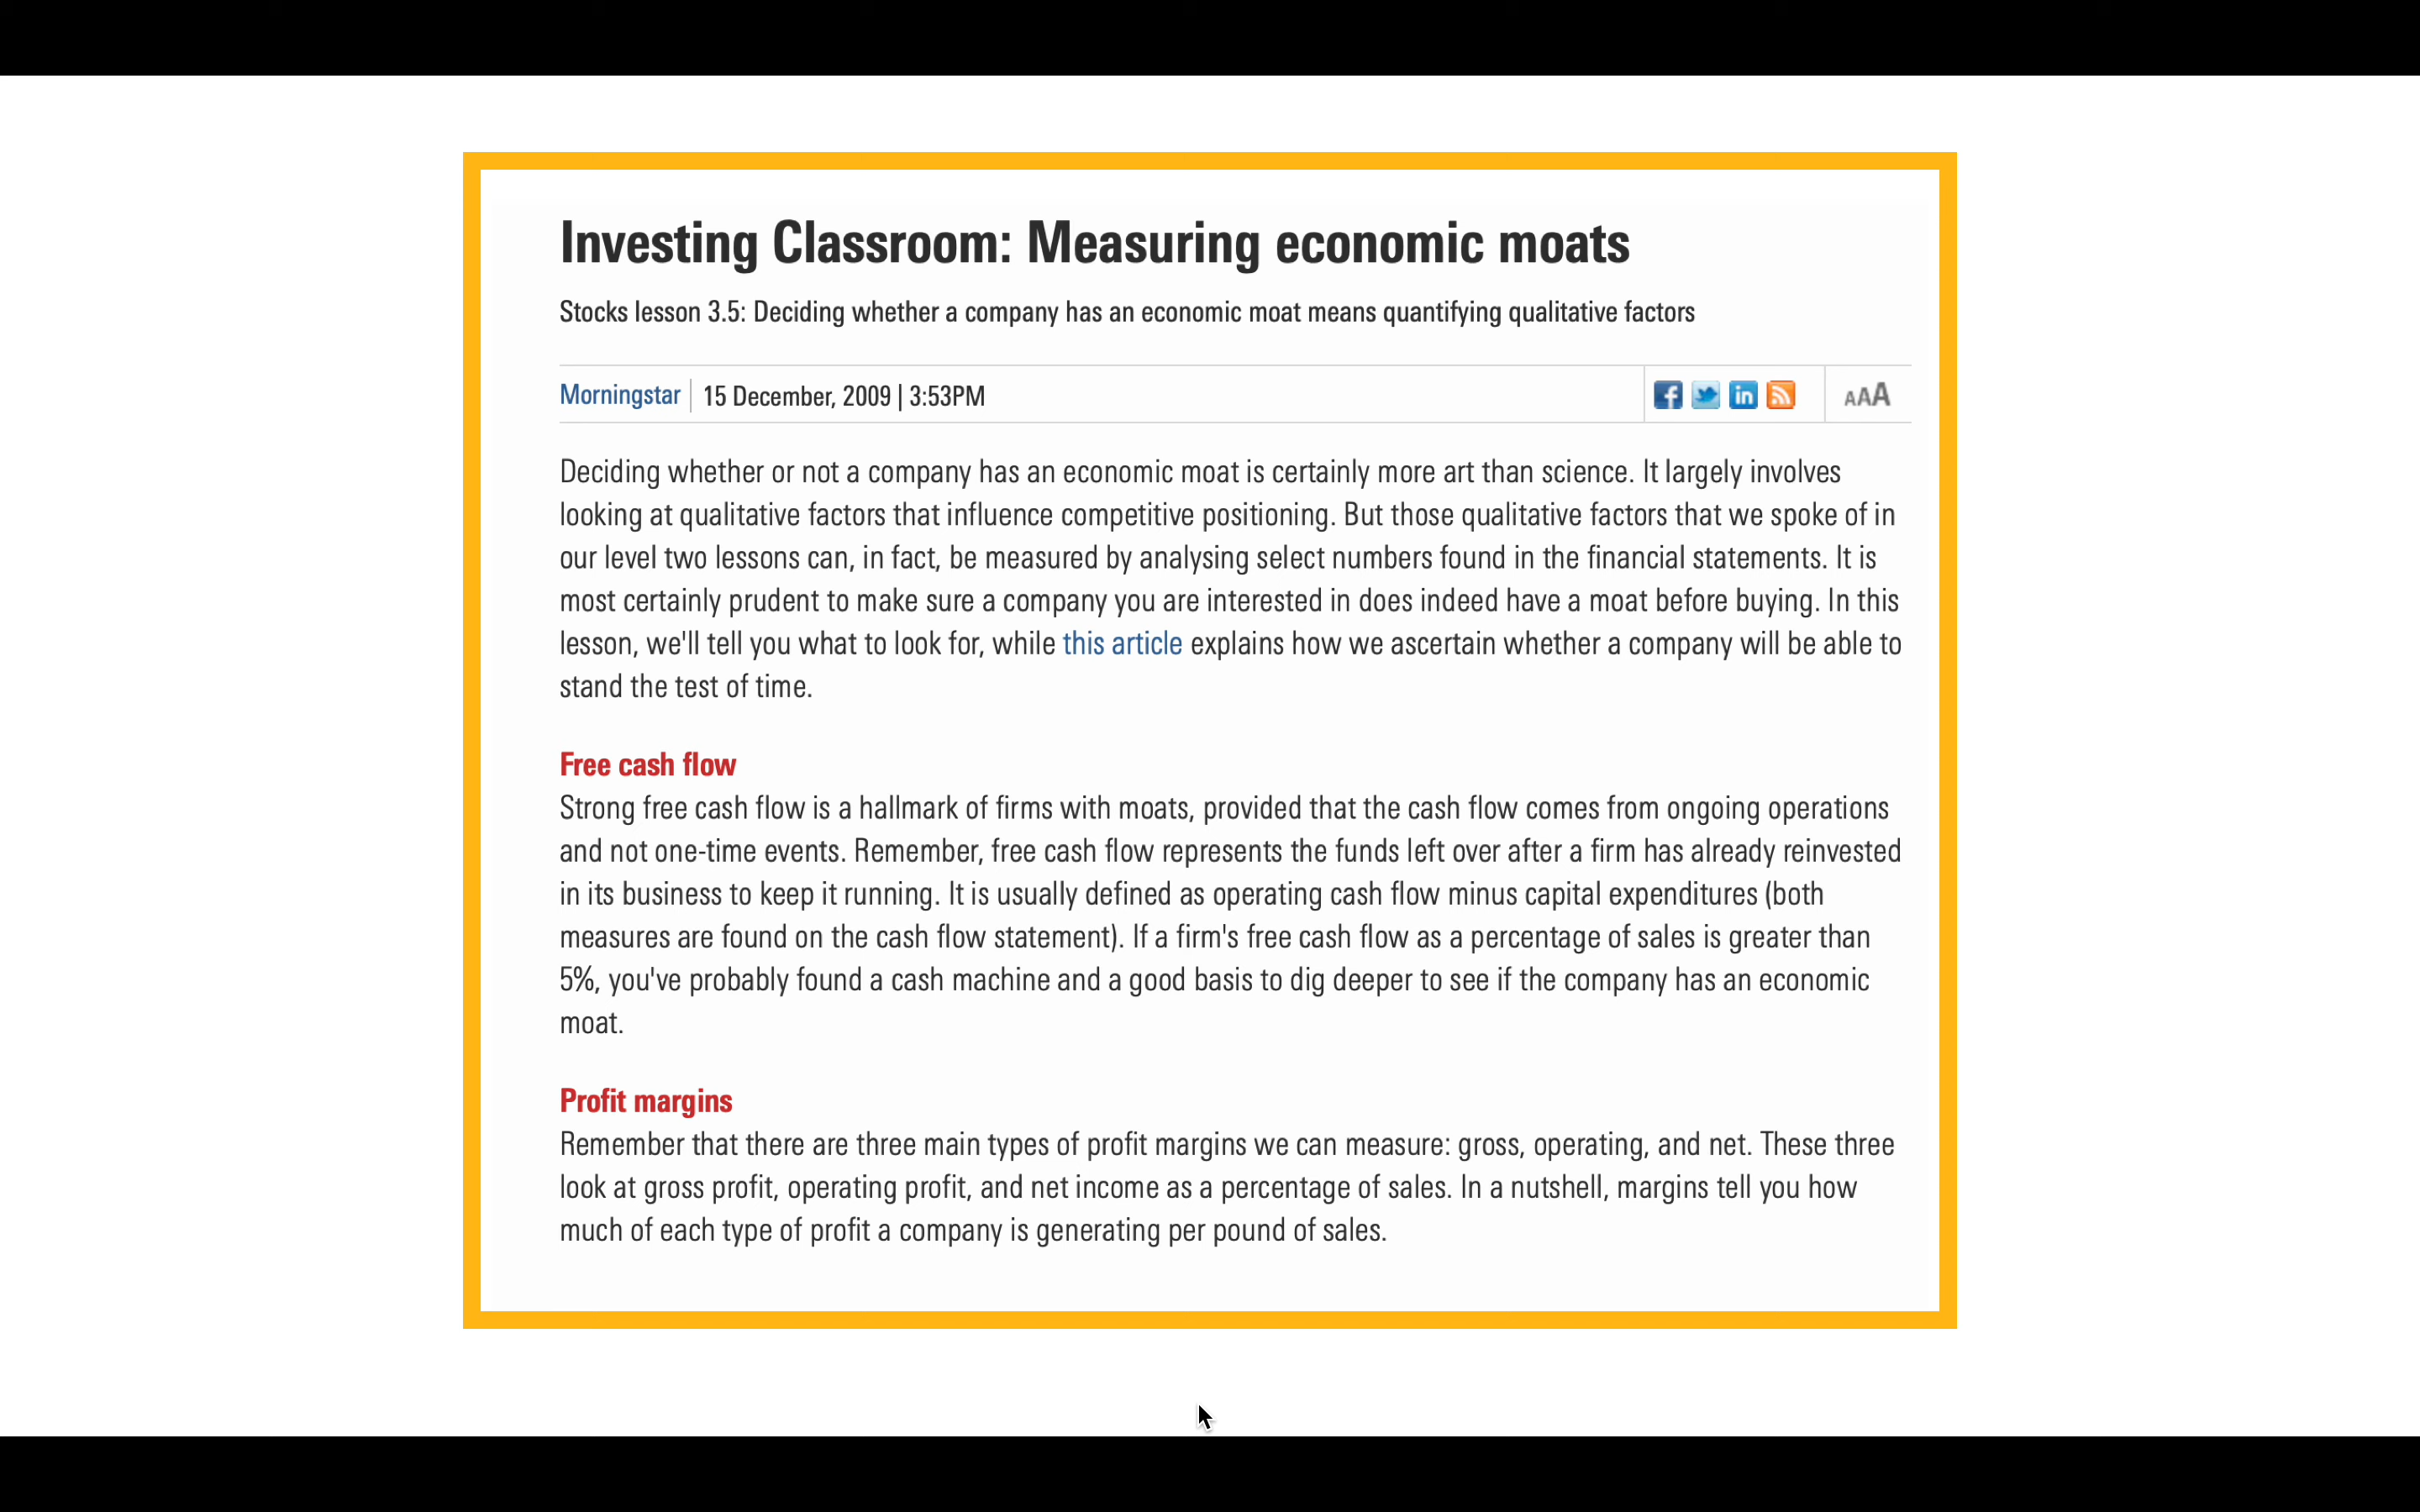 Investing Classroom: Measuring economic moats
Stocks lesson 3.5: Deciding whether a company has an economic moat means quantifying qualitative factors
Morningstar | 15 December, 2009 | 3:53PM
f in AAA
Deciding whether or not a company has an economic moat is certainly more art than science. It largely involves
looking at qualitative factors that influence competitive positioning. But those qualitative factors that we spoke of in
our level two lessons can, in fact, be measured by analysing select numbers found in the financial statements. It is
most certainly prudent to make sure a company you are interested in does indeed have a moat before buying. In this
lesson, we'll tell you what to look for, while this article explains how we ascertain whether a company will be able to
stand the test of time.
Free cash flow
Strong free cash flow is a hallmark of firms with moats, provided that the cash flow comes from ongoing operations
and not one-time events. Remember, free cash flow represents the funds left over after a firm has already reinvested
in its business to keep it running. It is usually defined as operating cash flow minus capital expenditures (both
measures are found on the cash flow statement). If a firm's free cash flow as a percentage of sales is greater than
5%, you've probably found a cash machine and a good basis to dig deeper to see if the company has an economic
moat.
Profit margins
Remember that there are three main types of profit margins we can measure: gross, operating, and net. These three
look at gross profit, operating profit, and net income as a percentage of sales. In a nutshell, margins tell you how
much of each type of profit a company is generating per pound of sales.